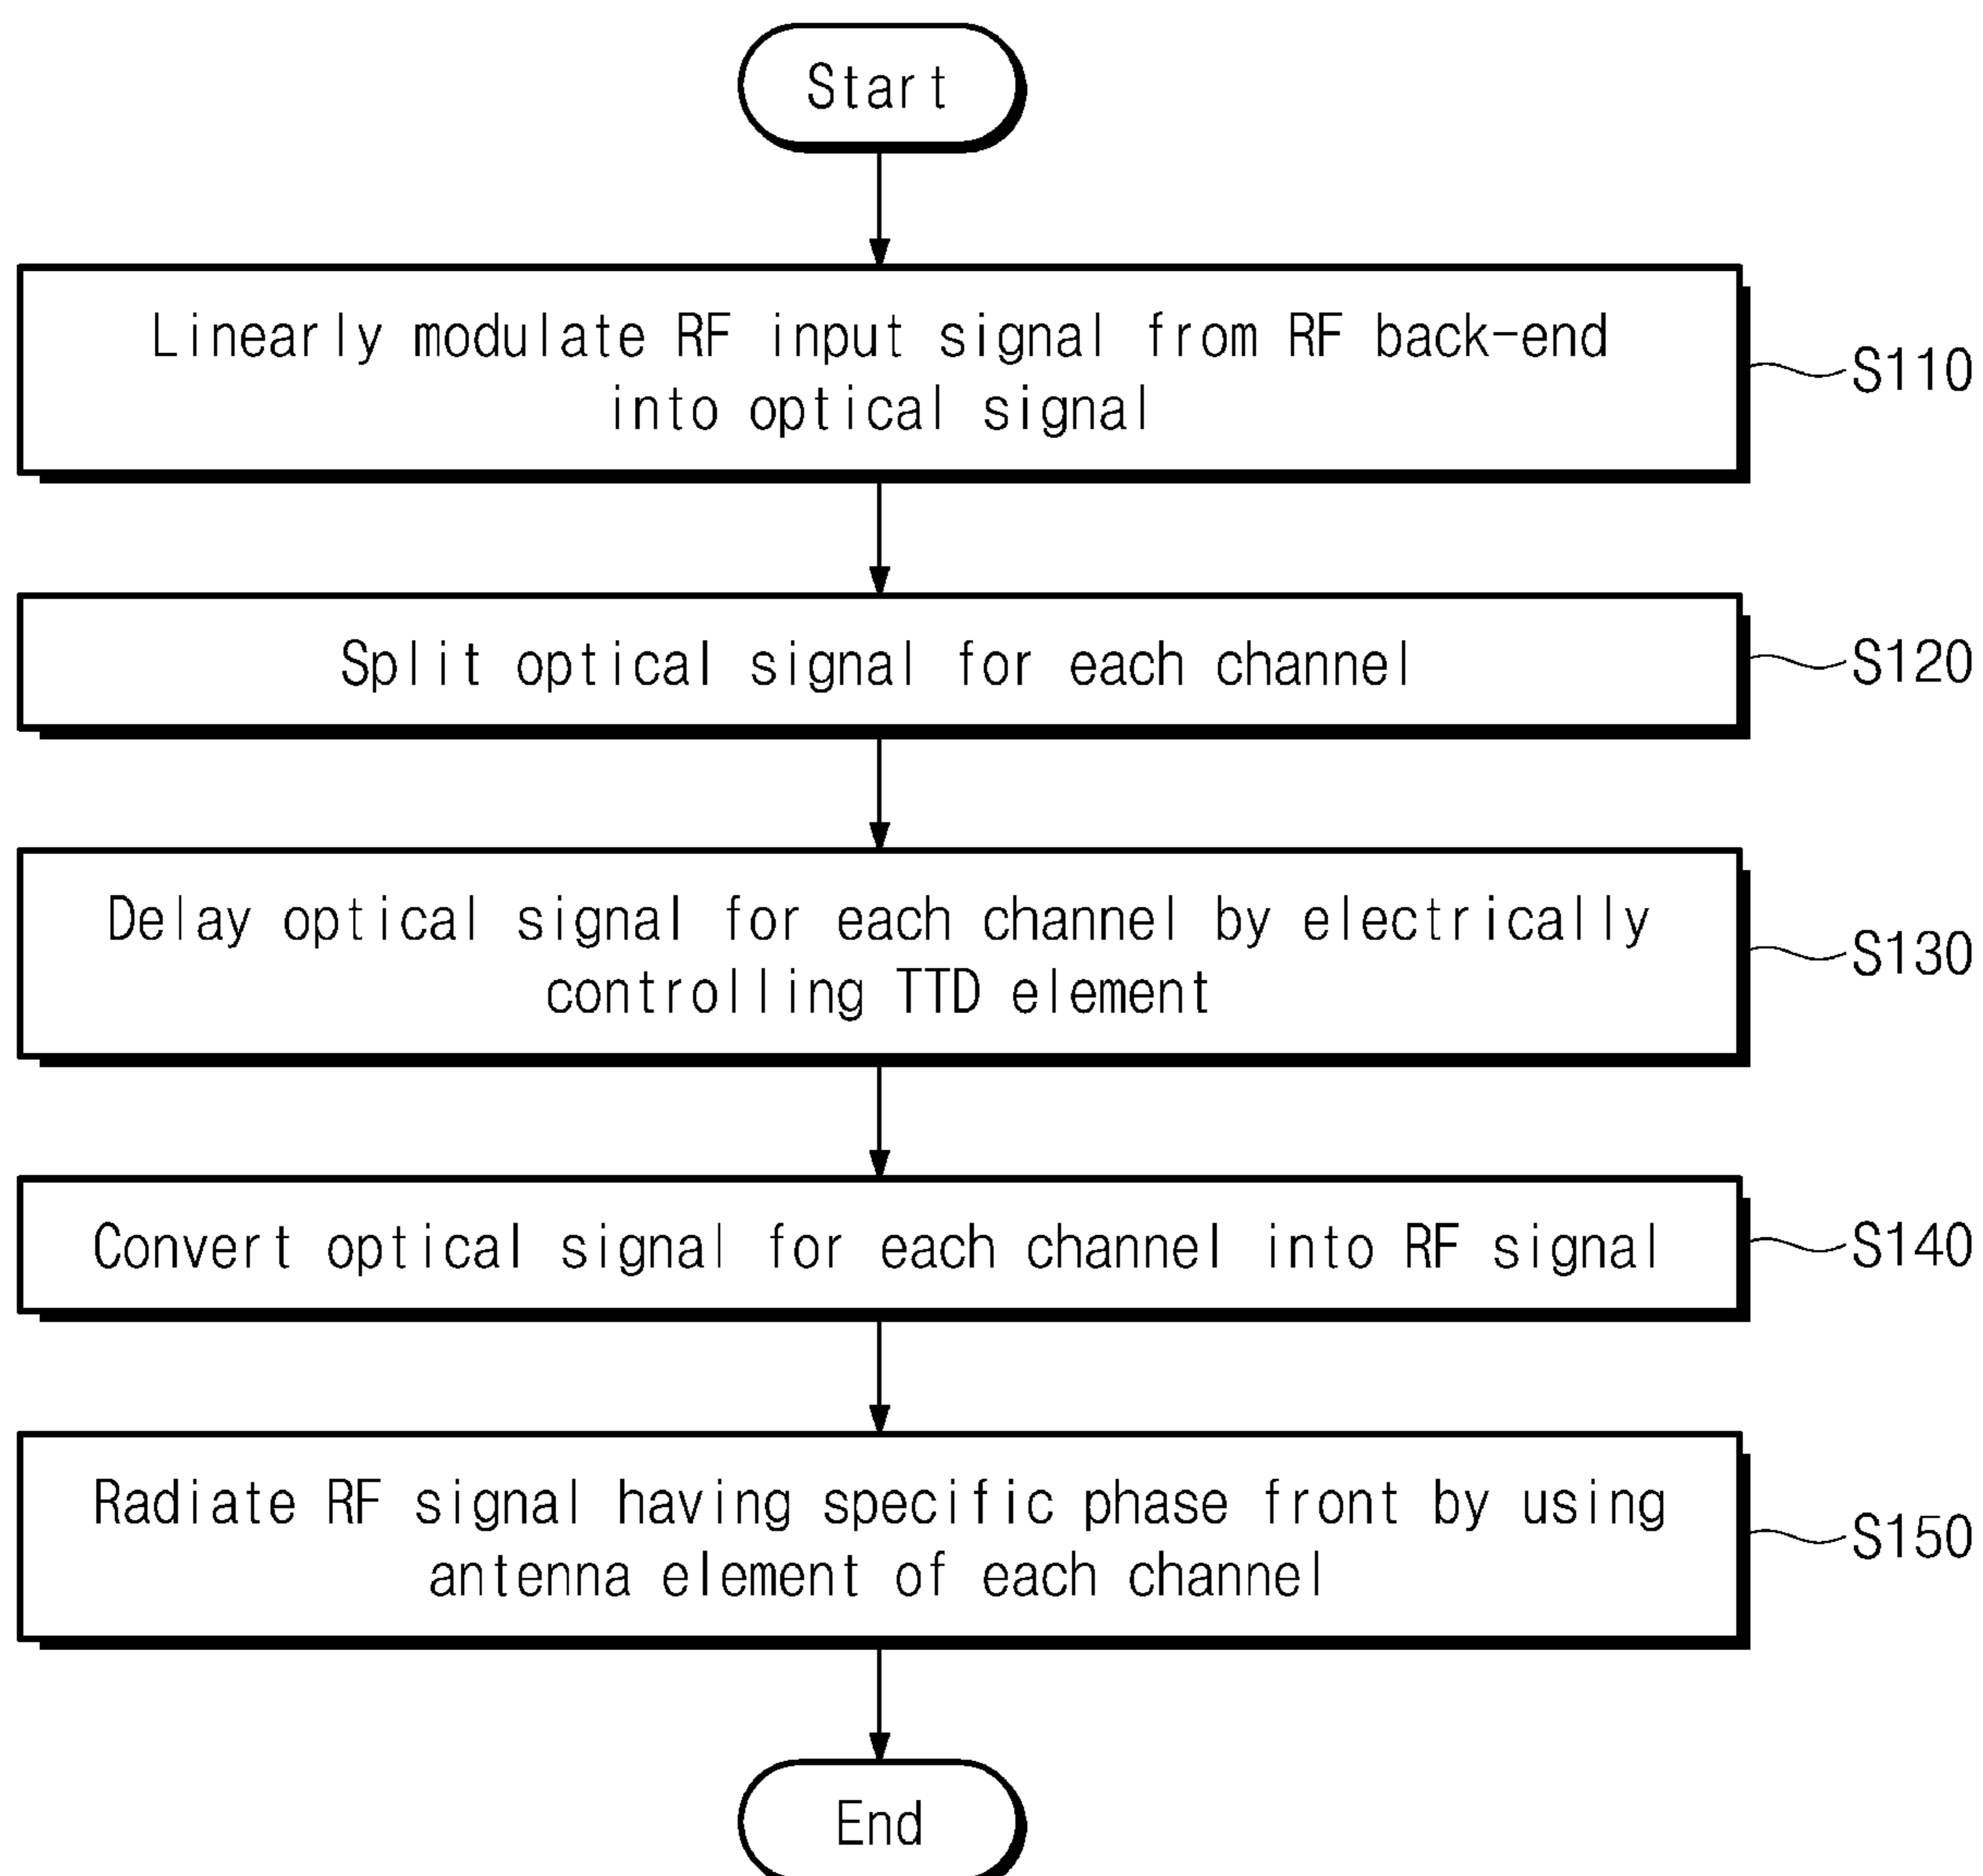 Start
Linearly modulate RF input signal from RF back-end
into optical signal
S110
Split optical signal for each channel
S120
Delay optical signal for each channel by electrically
controlling TTD element
S130
Convert optical signal for each channel into RF signal
S140
Radiate RF signal having specific phase front by using
antenna element of each channel
S150
End